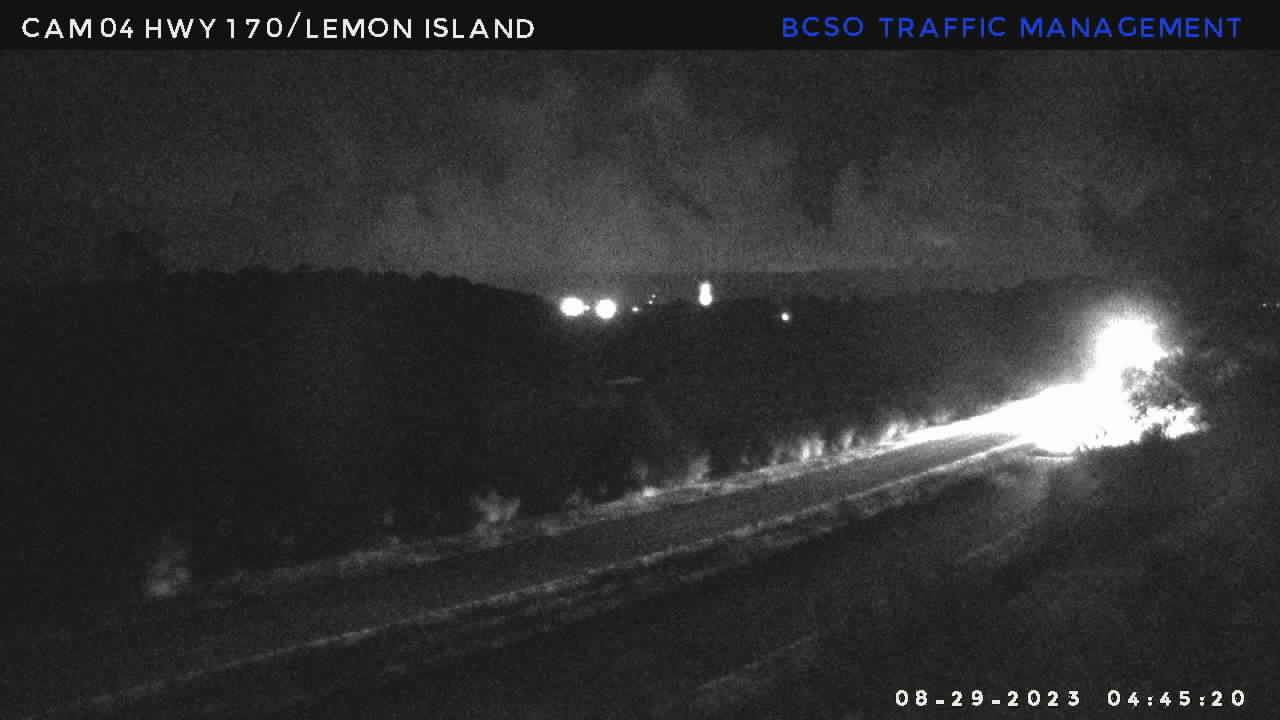 CAM04 HWY 170/LEMON ISLAND
BCSO TRAFFIC MANAGEMENT
08-29-2023 04:45:20